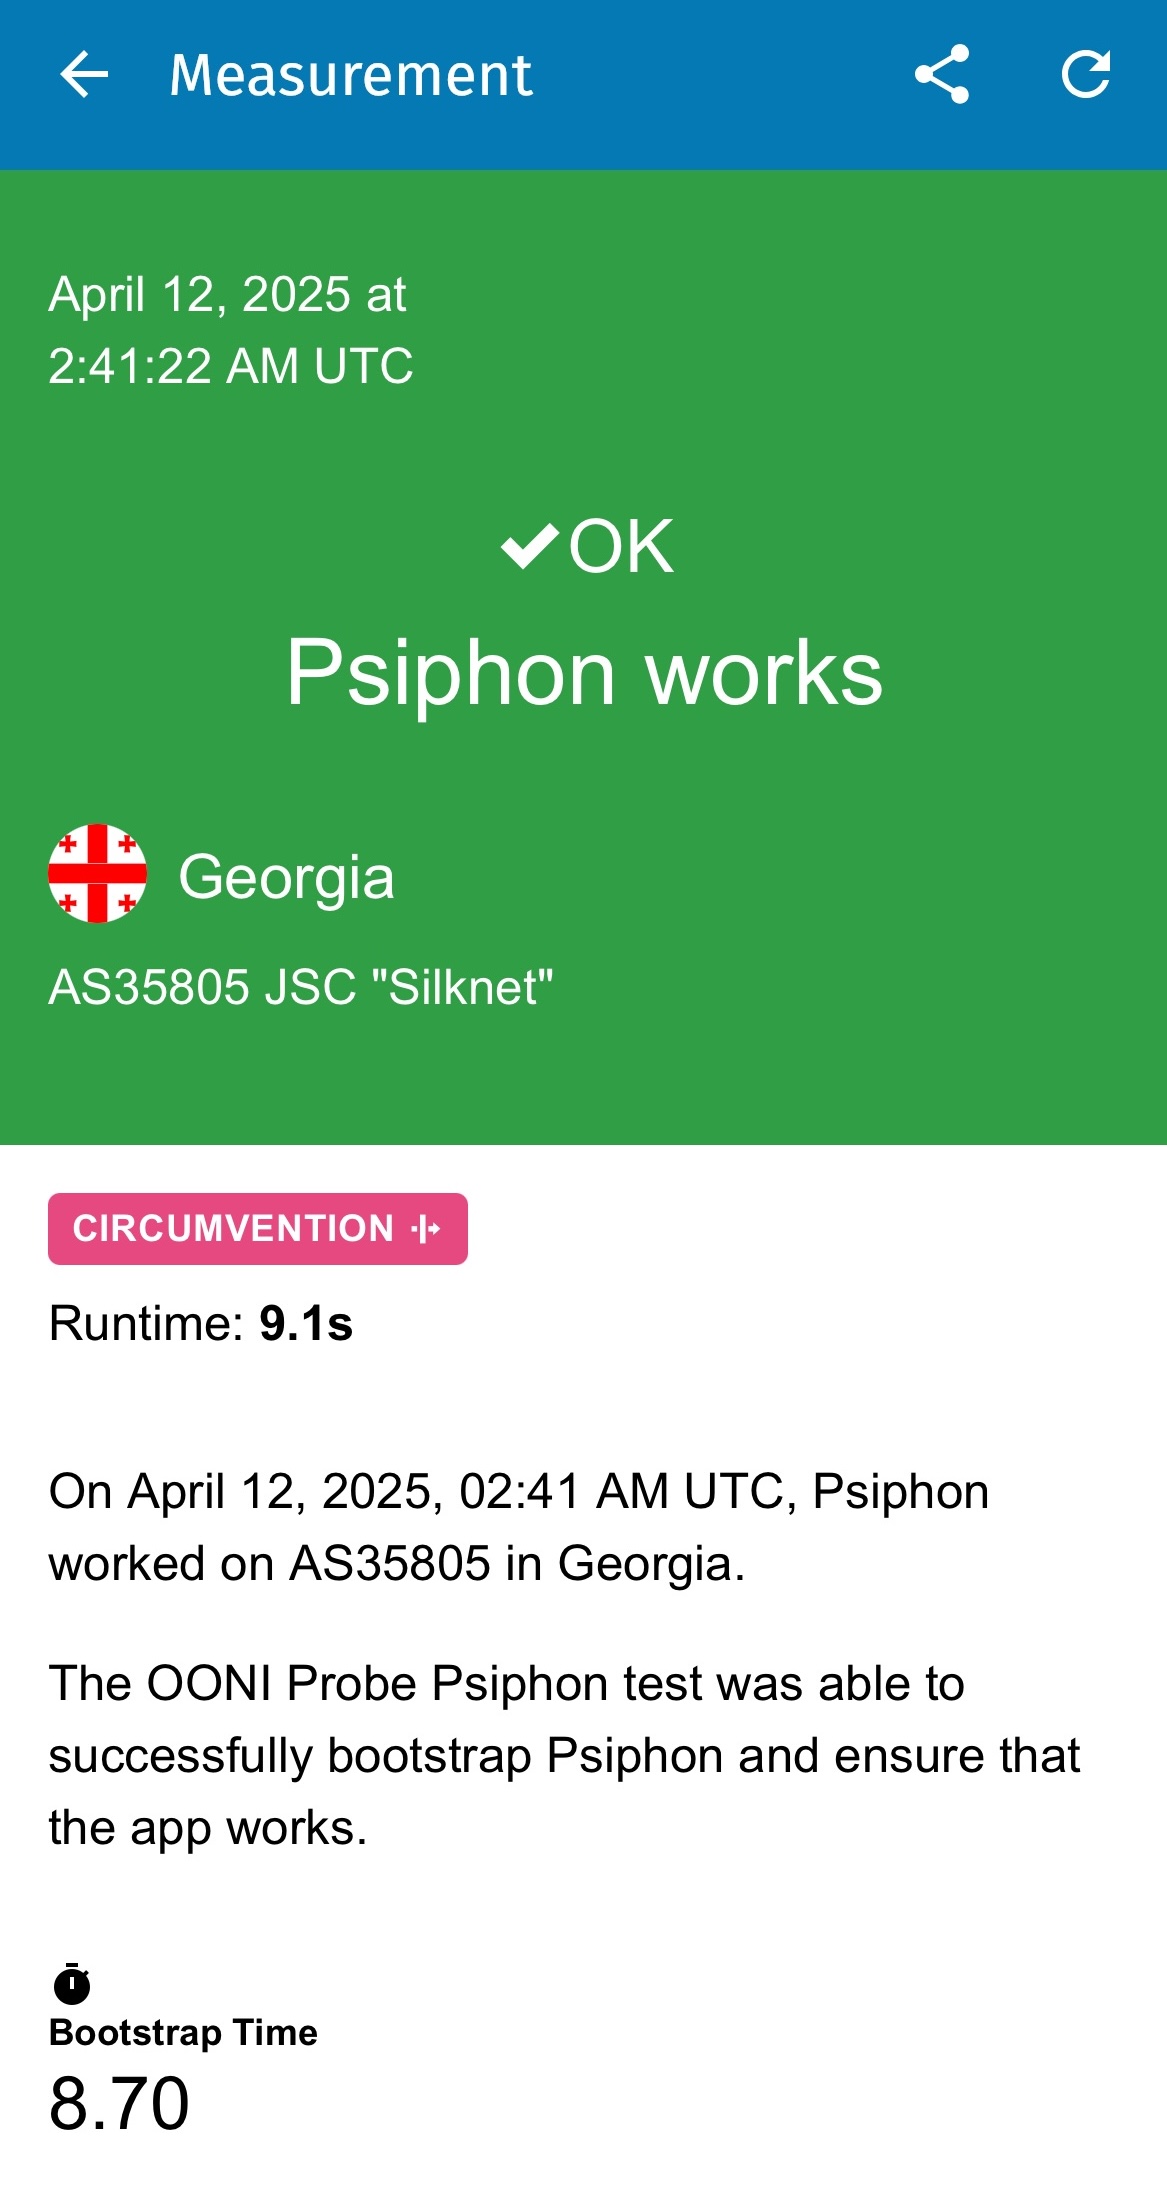 Measurement
April 12, 2025 at
2:41:22 AM UTC
OK
Psiphon works
Georgia
AS35805 JSC "Silknet"
CIRCUMVENTION
Runtime: 9.1s
On April 12, 2025, 02:41 AM UTC, Psiphon
worked on AS35805 in Georgia.
The OONI Probe Psiphon test was able to
successfully bootstrap Psiphon and ensure that
the app works.
Bootstrap Time
8.70